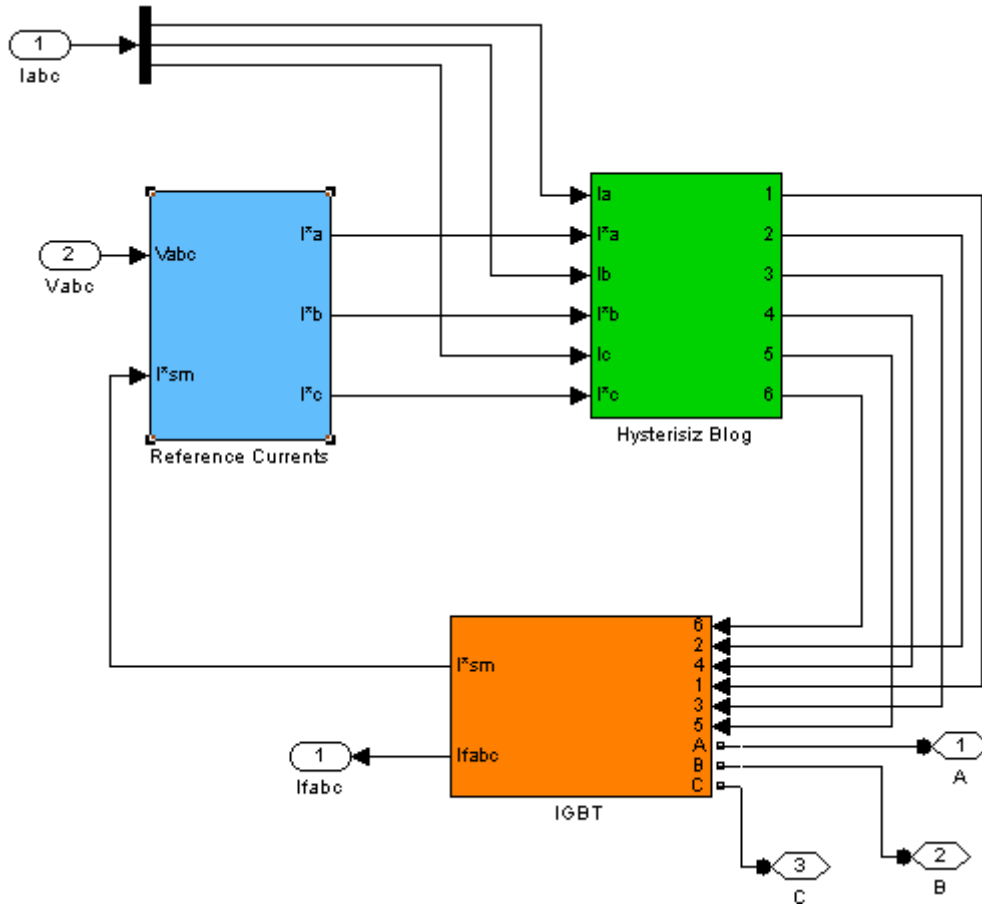 1
Iabc
2
Vabc
Vabc
I*sm
I*a
I*b
I*c
Reference Currents
Ia
I*a
Ib
I*b
Ic
I*c
1
2
3
4
5
6
Hysterisiz Blog
I*sm
Ifabc
6
2
4
1
3
5
A
B
C
IGBT
1
Ifabc
1
A
2
B
3
C